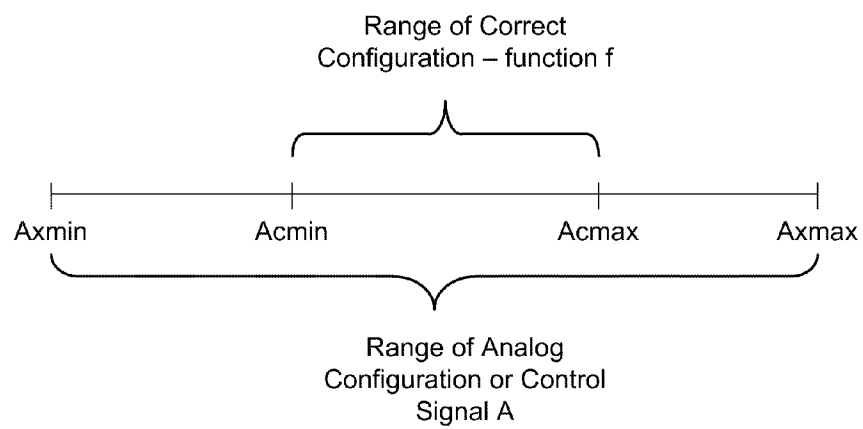 Range of Correct
Configuration – function f
Axmin Acmin Acmax Axmax
Range of Analog
Configuration or Control
Signal A